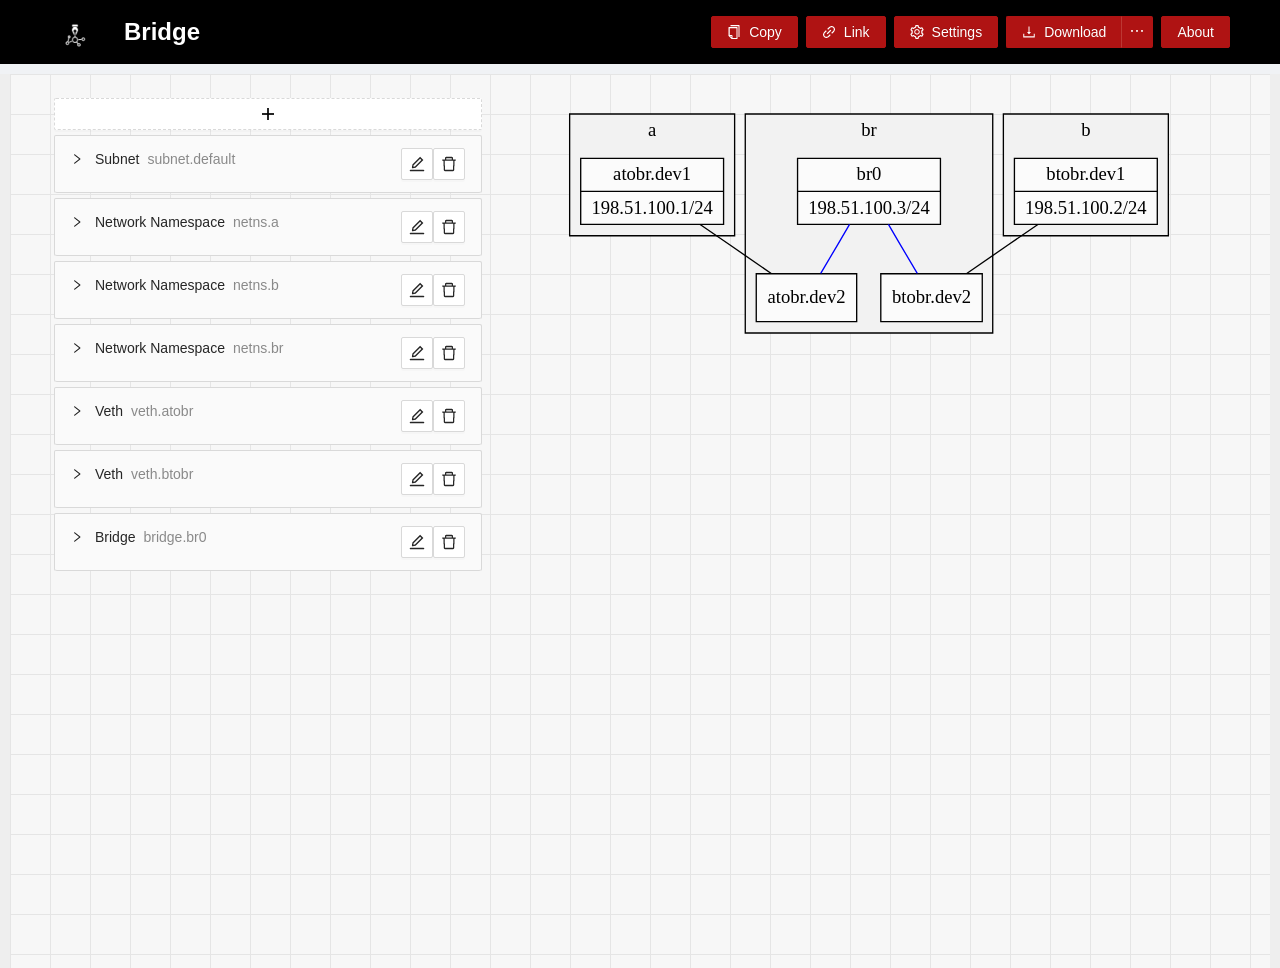 Bridge
Copy
Link
Settings
Download
···
About
+
Subnet subnet.default
Network Namespace netns.a
Network Namespace netns.b
Network Namespace netns.br
Veth veth.atobr
Veth veth.btobr
Bridge bridge.br0
a
br
b
atobr.dev1
br0
btobr.dev1
198.51.100.1/24
198.51.100.3/24
198.51.100.2/24
atobr.dev2
btobr.dev2